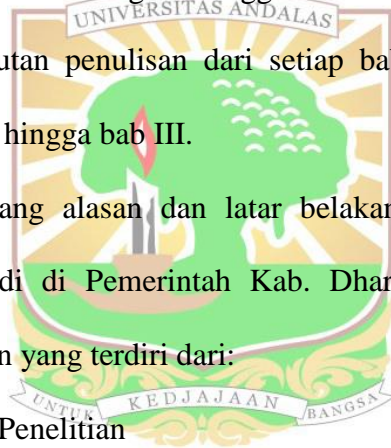 UNIVERSITAS ANDALAS
utan penulisan dari setiap ba
hingga bab III.
ang alasan dan latar belakan
di di Pemerintah Kab. Dhar
n yang terdiri dari:
UNTUK KEDJAJAAN BANGSA
Penelitian